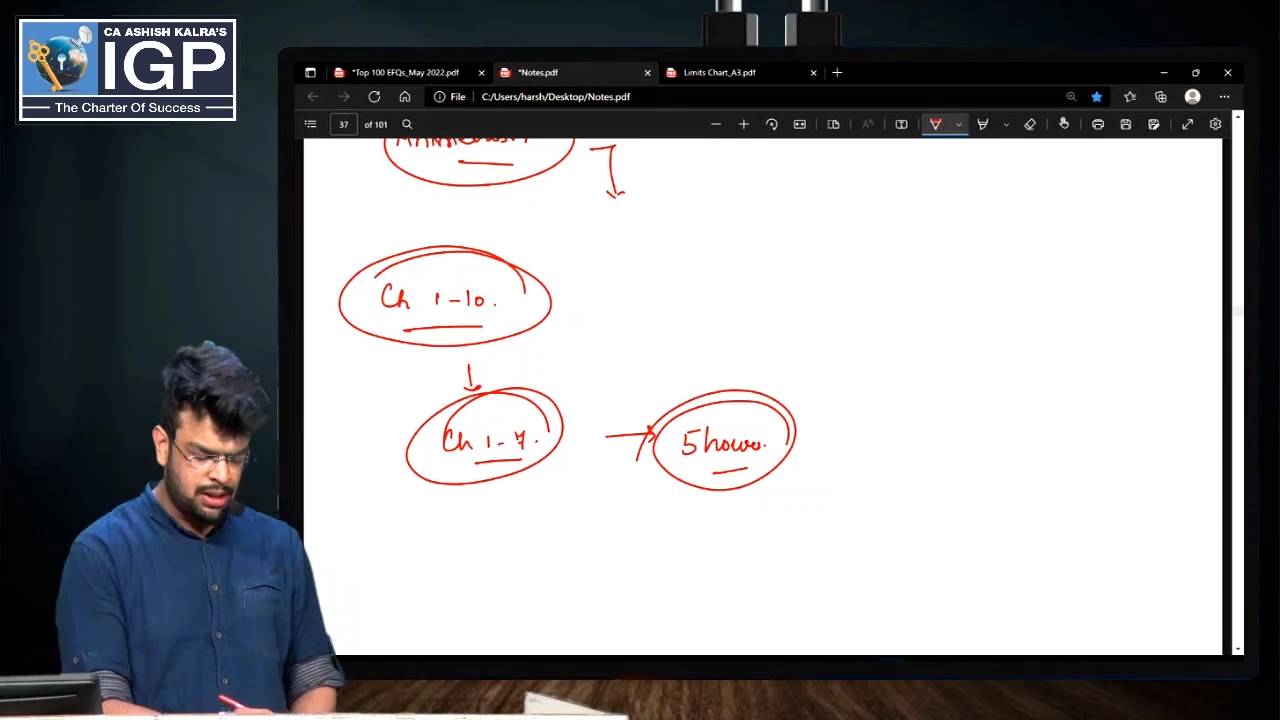 CA ASHISH KALRA'S
IGP
The Charter Of Success
*Top 100 EFQs_May 2022.pdf
*Notes.pdf
Limits Chart_A3.pdf
File
C:/Users/harsh/Desktop/Notes.pdf
37 of 101
Ch 1-10.
Ch 1-7.
5 hours.